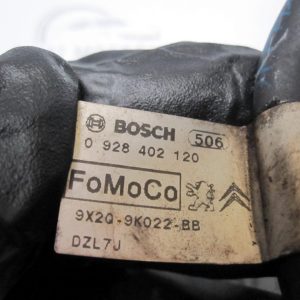 BOSCH 506
0 928 402 120
FoMoCo
9X2Q-9K022-BB
DZL7J